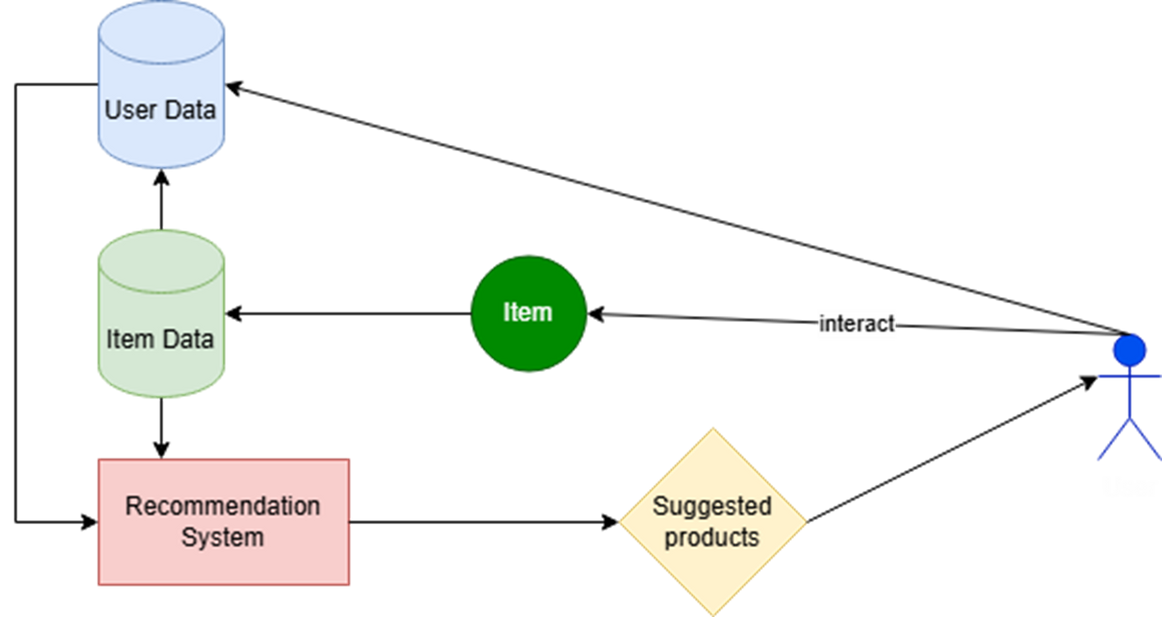 User Data
Item Data
Item
interact
Recommendation
System
Suggested
products